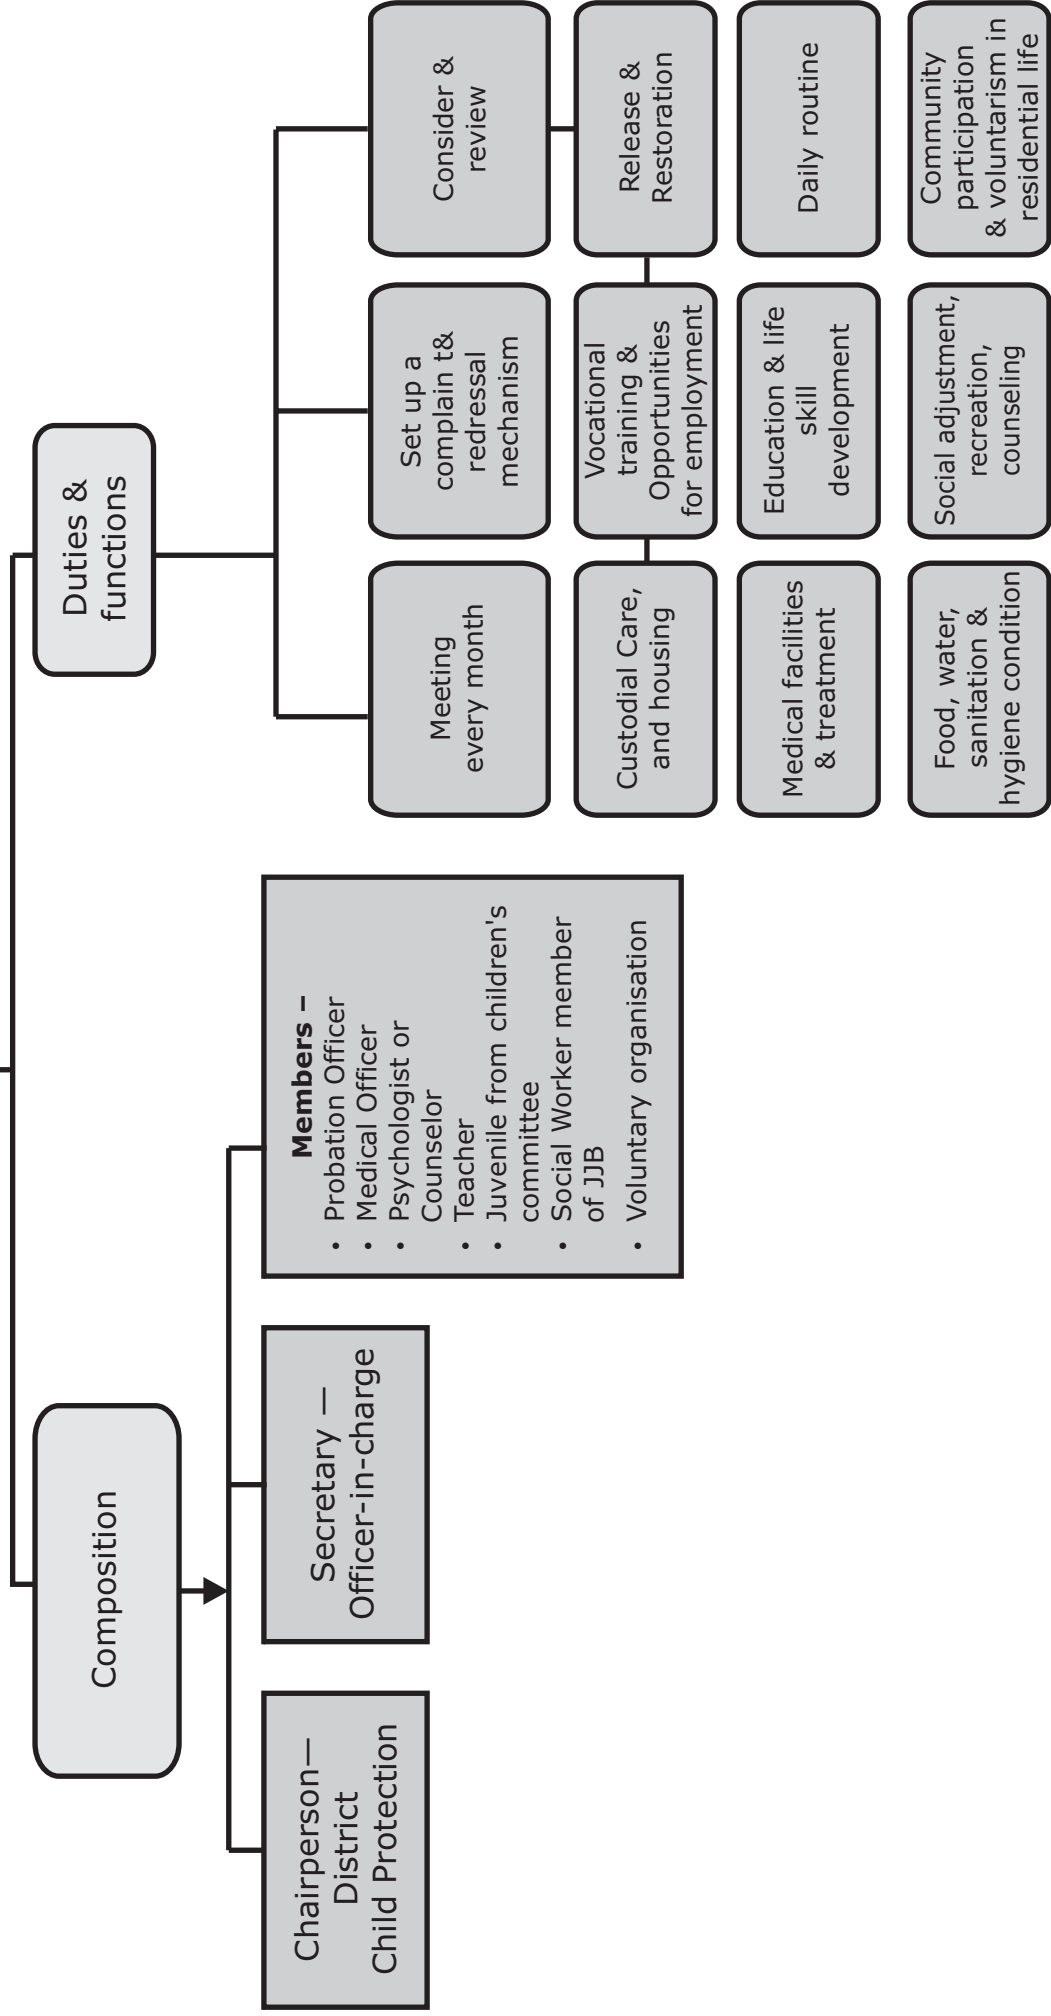 Composition
Duties &
functions
Chairperson—
District
Child Protection
Secretary —
Officer-in-charge
Members –
• Probation Officer
• Medical Officer
• Psychologist or
Counselor
• Teacher
• Juvenile from children's
committee
• Social Worker member
of JJB
• Voluntary organisation
Meeting
every month
Set up a
complain t&
redressal
mechanism
Consider &
review
Custodial Care,
and housing
Vocational
training &
Opportunities
for employment
Release &
Restoration
Medical facilities
& treatment
Education & life
skill
development
Daily routine
Food, water,
sanitation &
hygiene condition
Social adjustment,
recreation,
counseling
Community
participation
& voluntarism in
residential life